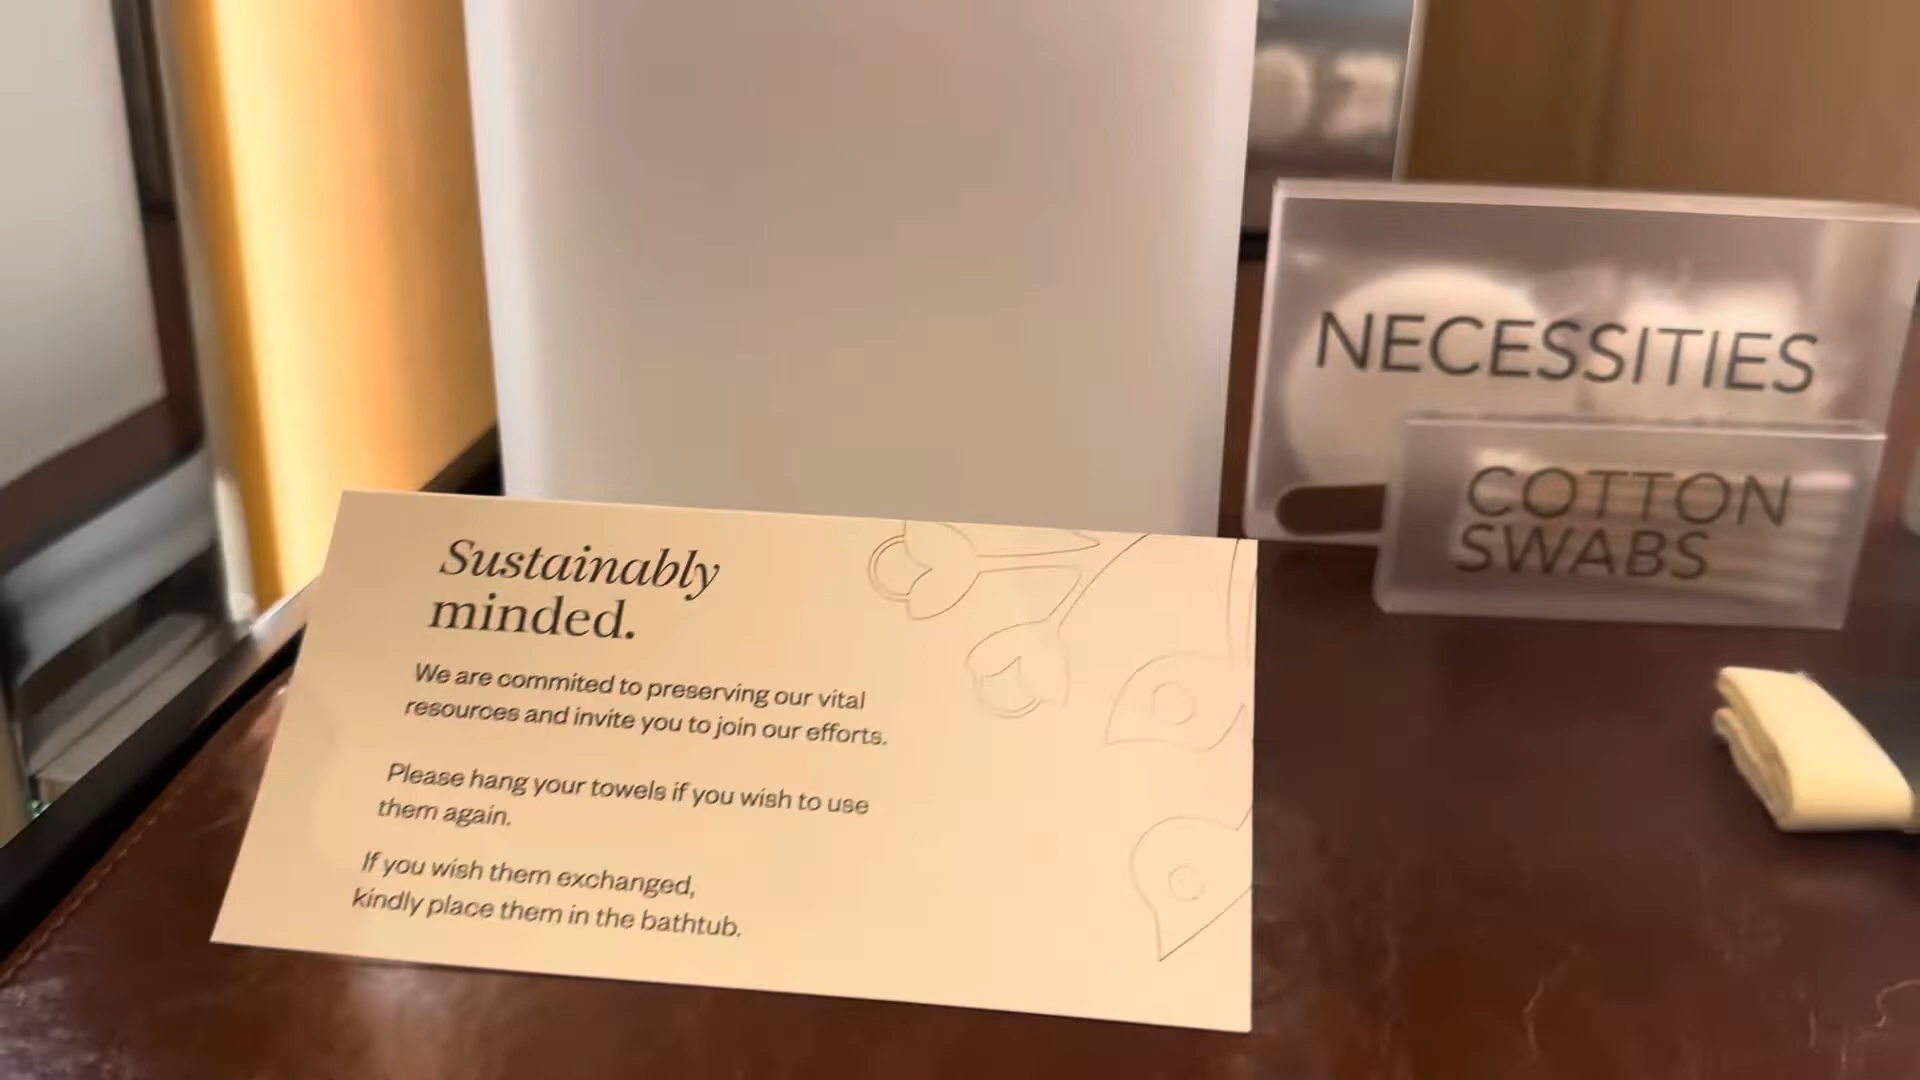 Sustainably
minded.
We are commited to preserving our vital
resources and invite you to join our efforts.
Please hang your towels if you wish to use
them again.
If you wish them exchanged,
kindly place them in the bathtub.
NECESSITIES
COTTON
SWABS